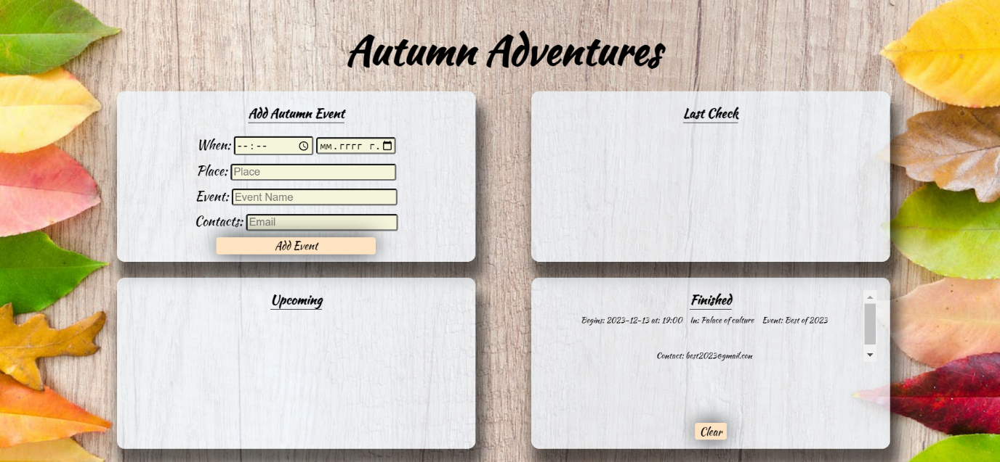 Autumn Adventures
Add Autumn Event
When: --:-- мм.гггг г.
Place: Place
Event: Event Name
Contacts: Email
Add Event
Last Check
Upcoming
Finished
Begins: 2023-12-13 at: 19:00 In: Palace of culture Event: Best of 2023
Contact: best2023@gmail.con
Clear